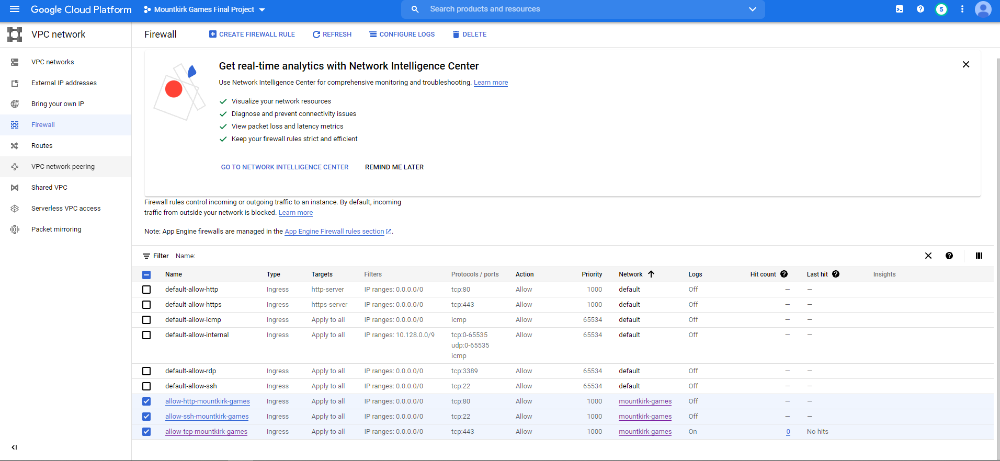 Google Cloud Platform Mountkirk Games Final Project Search products and resources 5
VPC network
Firewall CREATE FIREWALL RULE REFRESH CONFIGURE LOGS DELETE
VPC networks
External IP addresses
Bring your own IP
Firewall
Routes
VPC network peering
Shared VPC
Serverless VPC access
Packet mirroring
Get real-time analytics with Network Intelligence Center
Use Network Intelligence Center for comprehensive monitoring and troubleshooting. Learn more
Visualize your network resources
Diagnose and prevent connectivity issues
View packet loss and latency metrics
Keep your firewall rules strict and efficient
GO TO NETWORK INTELLIGENCE CENTER REMIND ME LATER
Firewall rules control incoming or outgoing traffic to an instance. By default, incoming
traffic from outside your network is blocked. Learn more
Note: App Engine firewalls are managed in the App Engine Firewall rules section.
Filter Name:
Name Type Targets Filters Protocols / ports Action Priority Network Logs Hit count Last hit Insights
default-allow-http Ingress http-server IP ranges: 0.0.0.0/0 tcp:80 Allow 1000 default Off — —
default-allow-https Ingress https-server IP ranges: 0.0.0.0/0 tcp:443 Allow 1000 default Off — —
default-allow-icmp Ingress Apply to all IP ranges: 0.0.0.0/0 icmp Allow 65534 default Off — —
default-allow-internal Ingress Apply to all IP ranges: 10.128.0.0/9 tcp:0-65535 Allow 65534 default Off — —
udp:0-65535
icmp
default-allow-rdp Ingress Apply to all IP ranges: 0.0.0.0/0 tcp:3389 Allow 65534 default Off — —
default-allow-ssh Ingress Apply to all IP ranges: 0.0.0.0/0 tcp:22 Allow 65534 default Off — —
allow-http-mountkirk-games Ingress Apply to all IP ranges: 0.0.0.0/0 tcp:80 Allow 1000 mountkirk-games Off — —
allow-ssh-mountkirk-games Ingress Apply to all IP ranges: 0.0.0.0/0 tcp:22 Allow 1000 mountkirk-games Off — —
allow-tcp-mountkirk-games Ingress Apply to all IP ranges: 0.0.0.0/0 tcp:443 Allow 1000 mountkirk-games On 0 No hits